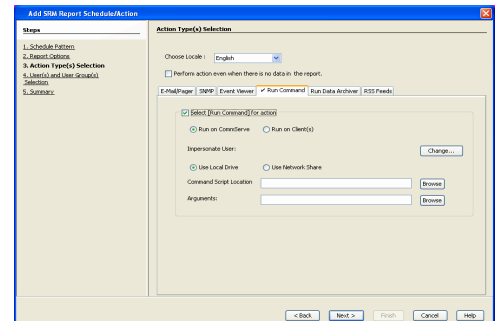 Add SRM Report Schedule/Action
Steps
1. Schedule Pattern
2. Report Options
3. Action Type(s) Selection
4. User(s) and User Group(s)
Selection
5. Summary
Action Type(s) Selection
Choose Locale : English
Perform action even when there is no data in the report.
E-Mail/Pager SNMP Event Viewer ✓ Run Command Run Data Archiver RSS Feeds
Select [Run Command] for action
Run on CommServe Run on Client(s)
Impersonate User: Change...
Use Local Drive Use Network Share
Command Script Location Browse
Arguments: Browse
< Back Next > Finish Cancel Help